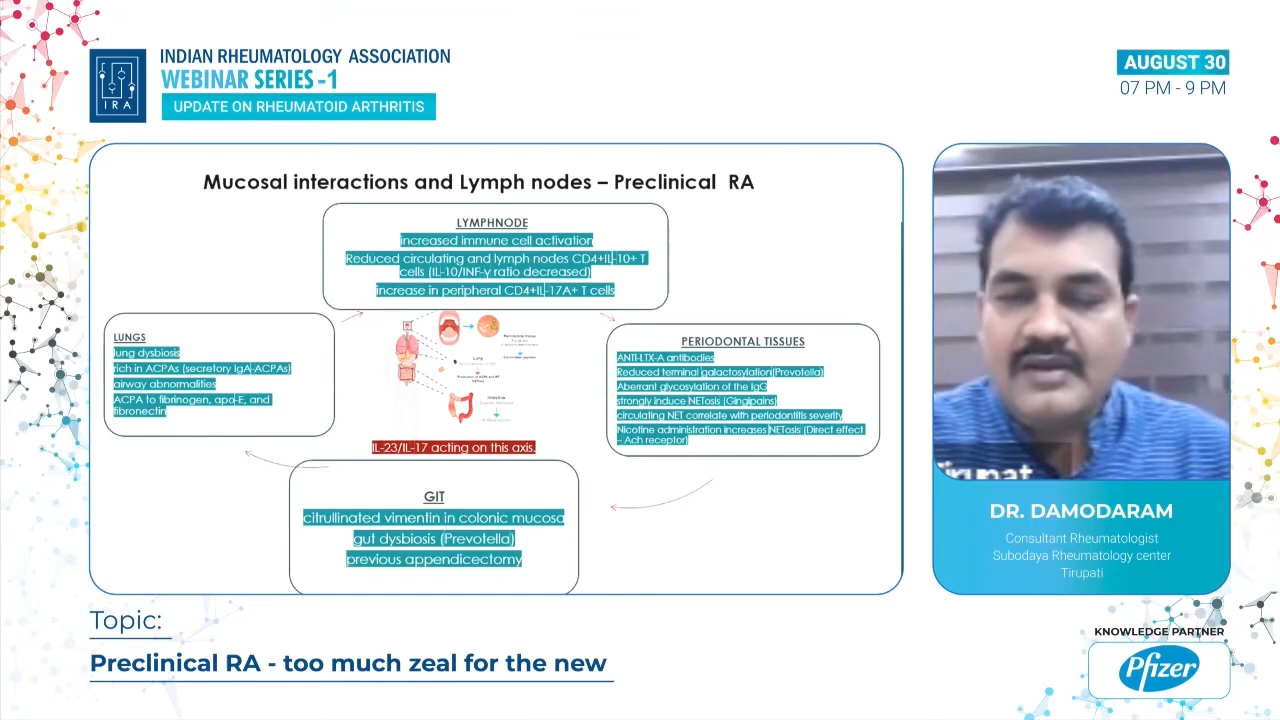 INDIAN RHEUMATOLOGY ASSOCIATION
WEBINAR SERIES -1
UPDATE ON RHEUMATOID ARTHRITIS
IRA
AUGUST 30
07 PM - 9 PM
Mucosal interactions and Lymph nodes – Preclinical RA
LYMPHNODE
increased immune cell activation
Reduced circulating and lymph nodes CD4+IL-10+ T
cells (IL-10/INF-γ ratio decreased)
increase in peripheral CD4+IL-17A+ T cells
LUNGS
lung dysbiosis
rich in ACPAs (secretory IgA-ACPAs)
airway abnormalities
ACPA to fibrinogen, apo-E, and
fibronectin
Lung
PERIODONTAL TISSUES
ANTI-LTX-A antibodies
Reduced terminal galactosylation(Prevotella)
Aberrant glycosylation of the IgG
strongly induce NETosis (Gingipains)
circulating NET correlate with periodontitis severity
Nicotine administration increases NETosis (Direct effect
– Ach receptor)
IL-23/IL-17 acting on this axis.
GIT
citrullinated vimentin in colonic mucosa
gut dysbiosis (Prevotella)
previous appendicectomy
DR. DAMODARAM
Consultant Rheumatologist
Subodaya Rheumatology center
Tirupati
Topic:
Preclinical RA - too much zeal for the new
KNOWLEDGE PARTNER
Pfizer